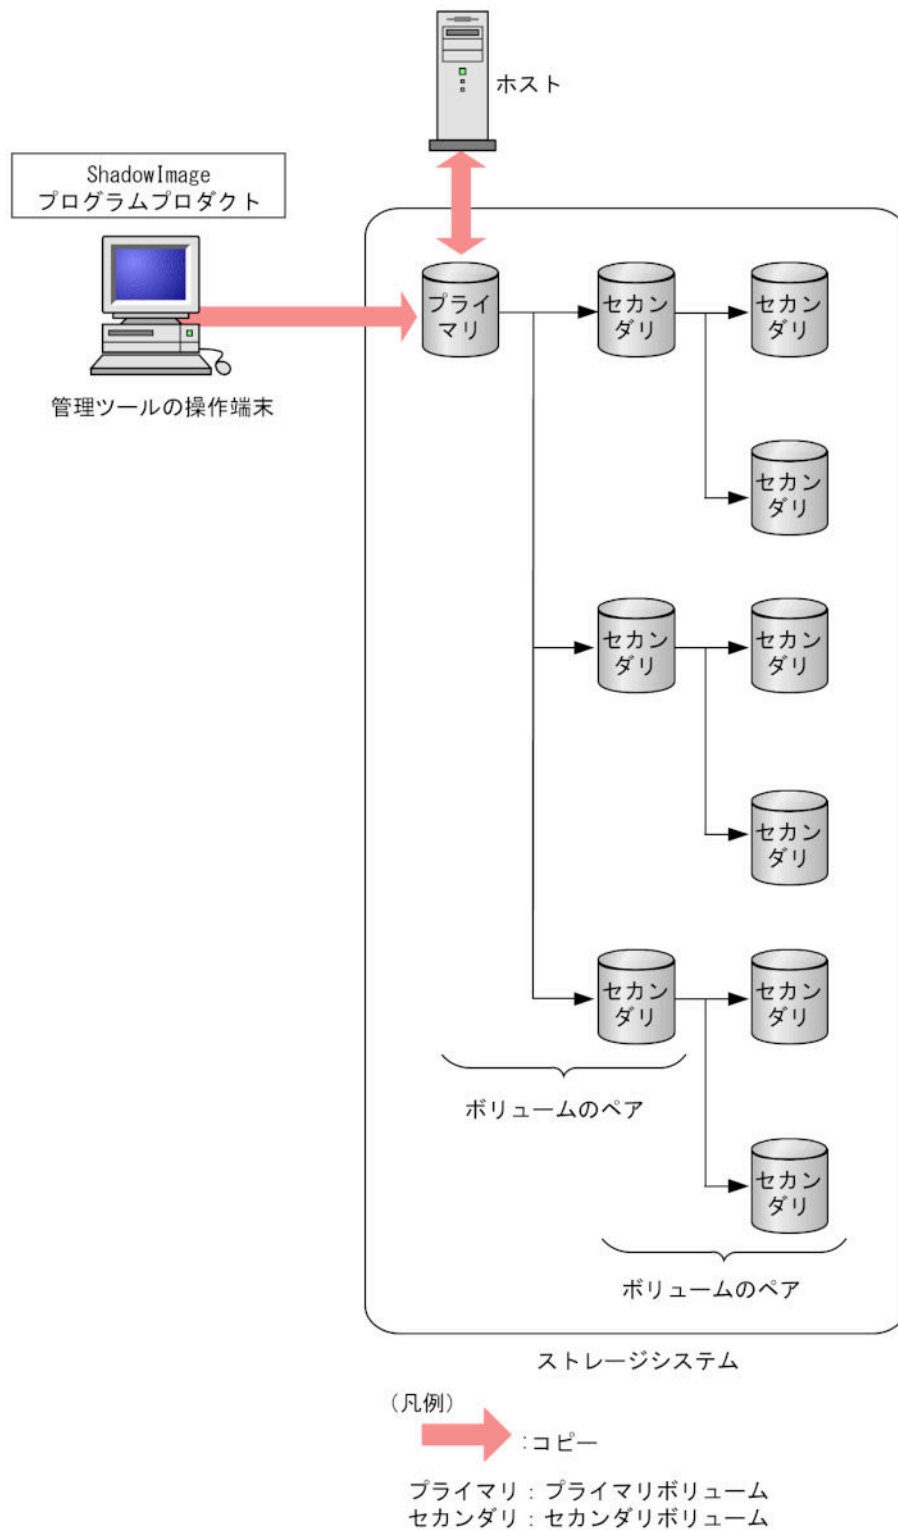 ホスト
ShadowImage
プログラムプロダクト
管理ツールの操作端末
プライ
マリ
セカン
ダリ
セカン
ダリ
セカン
ダリ
セカン
ダリ
セカン
ダリ
セカン
ダリ
セカン
ダリ
セカン
ダリ
ボリュームのペア
セカン
ダリ
ボリュームのペア
ストレージシステム
(凡例)
:コピー
プライマリ:プライマリボリューム
セカンダリ:セカンダリボリューム